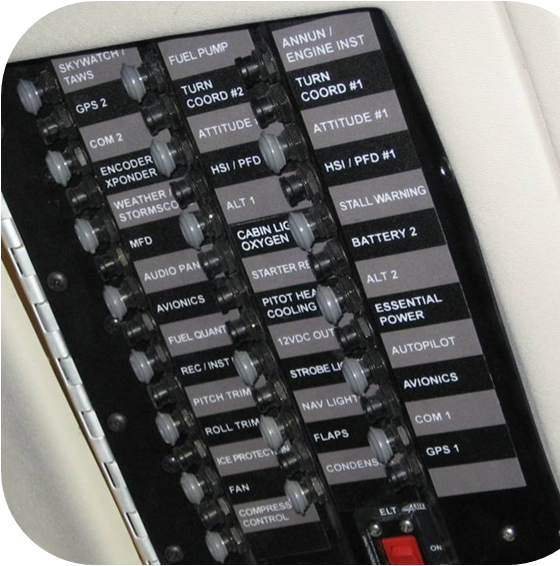 SKYWATCH /
TAWS
GPS 2
COM 2
ENCODER
XPONDER
WEATHER /
STORMSCO
MFD
AUDIO PAN
AVIONICS
FUEL QUANT
REC / INST
PITCH TRIM
ROLL TRIM
ICE PROTECTION
FAN
COMPRESS
CONTROL
FUEL PUMP
TURN
COORD #2
ATTITUDE
HSI / PFD
ALT 1
CABIN LIG
OXYGEN
STARTER RE
PITOT HEA
COOLING
12VDC OUT
STROBE LI
NAV LIGHT
FLAPS
CONDENS
ANNUN /
ENGINE INST
TURN
COORD #1
ATTITUDE #1
HSI / PFD #1
STALL WARNING
BATTERY 2
ALT 2
ESSENTIAL
POWER
AUTOPILOT
AVIONICS
COM 1
GPS 1
ELT
ON